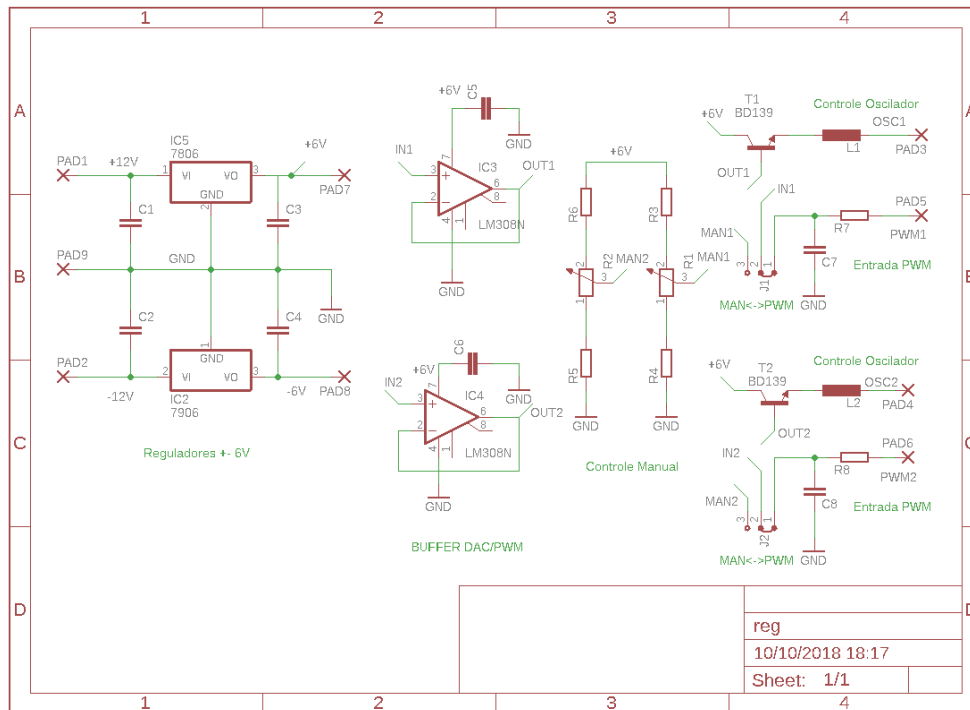 1 2 3 4
A A
B B
C C
D D
PAD1
+12V
IC5
7806
1 VI VO 3
GND
2
+6V
PAD7
C1
C3
PAD9
GND
GND
C2
C4
PAD2
-12V
1
GND
2 VI VO 3
IC2
7906
-6V
PAD8
Reguladores +- 6V
+6V
C5
GND
IN1
7
IC3
3
2
6
8
4
1
OUT1
LM308N
GND
C6
+6V
GND
IN2
7
IC4
3
2
6
8
4
1
OUT2
LM308N
GND
BUFFER DAC/PWM
+6V
R6
R3
2
R2
MAN2
3
1
2
R1
MAN1
3
1
R5
R4
GND
GND
Controle Manual
T1
BD139
+6V
Controle Oscilador
OSC1
L1
PAD3
OUT1
IN1
PAD5
R7
PWM1
MAN1
3
2
1
J1
C7
Entrada PWM
MAN<->PWM
GND
T2
BD139
+6V
Controle Oscilador
OSC2
L2
PAD4
OUT2
IN2
PAD6
R8
PWM2
MAN2
3
2
1
J2
C8
Entrada PWM
MAN<->PWM
GND
reg
10/10/2018 18:17
Sheet: 1/1
1 2 3 4